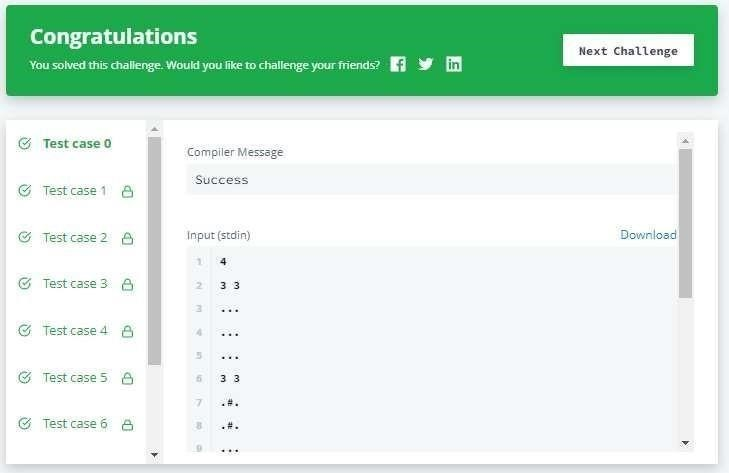 Congratulations
You solved this challenge. Would you like to challenge your friends?
Next Challenge
Test case 0
Test case 1
Test case 2
Test case 3
Test case 4
Test case 5
Test case 6
Compiler Message
Success
Input (stdin)
Download
1 4
2 3 3
3 ...
4 ...
5 ...
6 3 3
7 .#.
8 .#.
9 ...